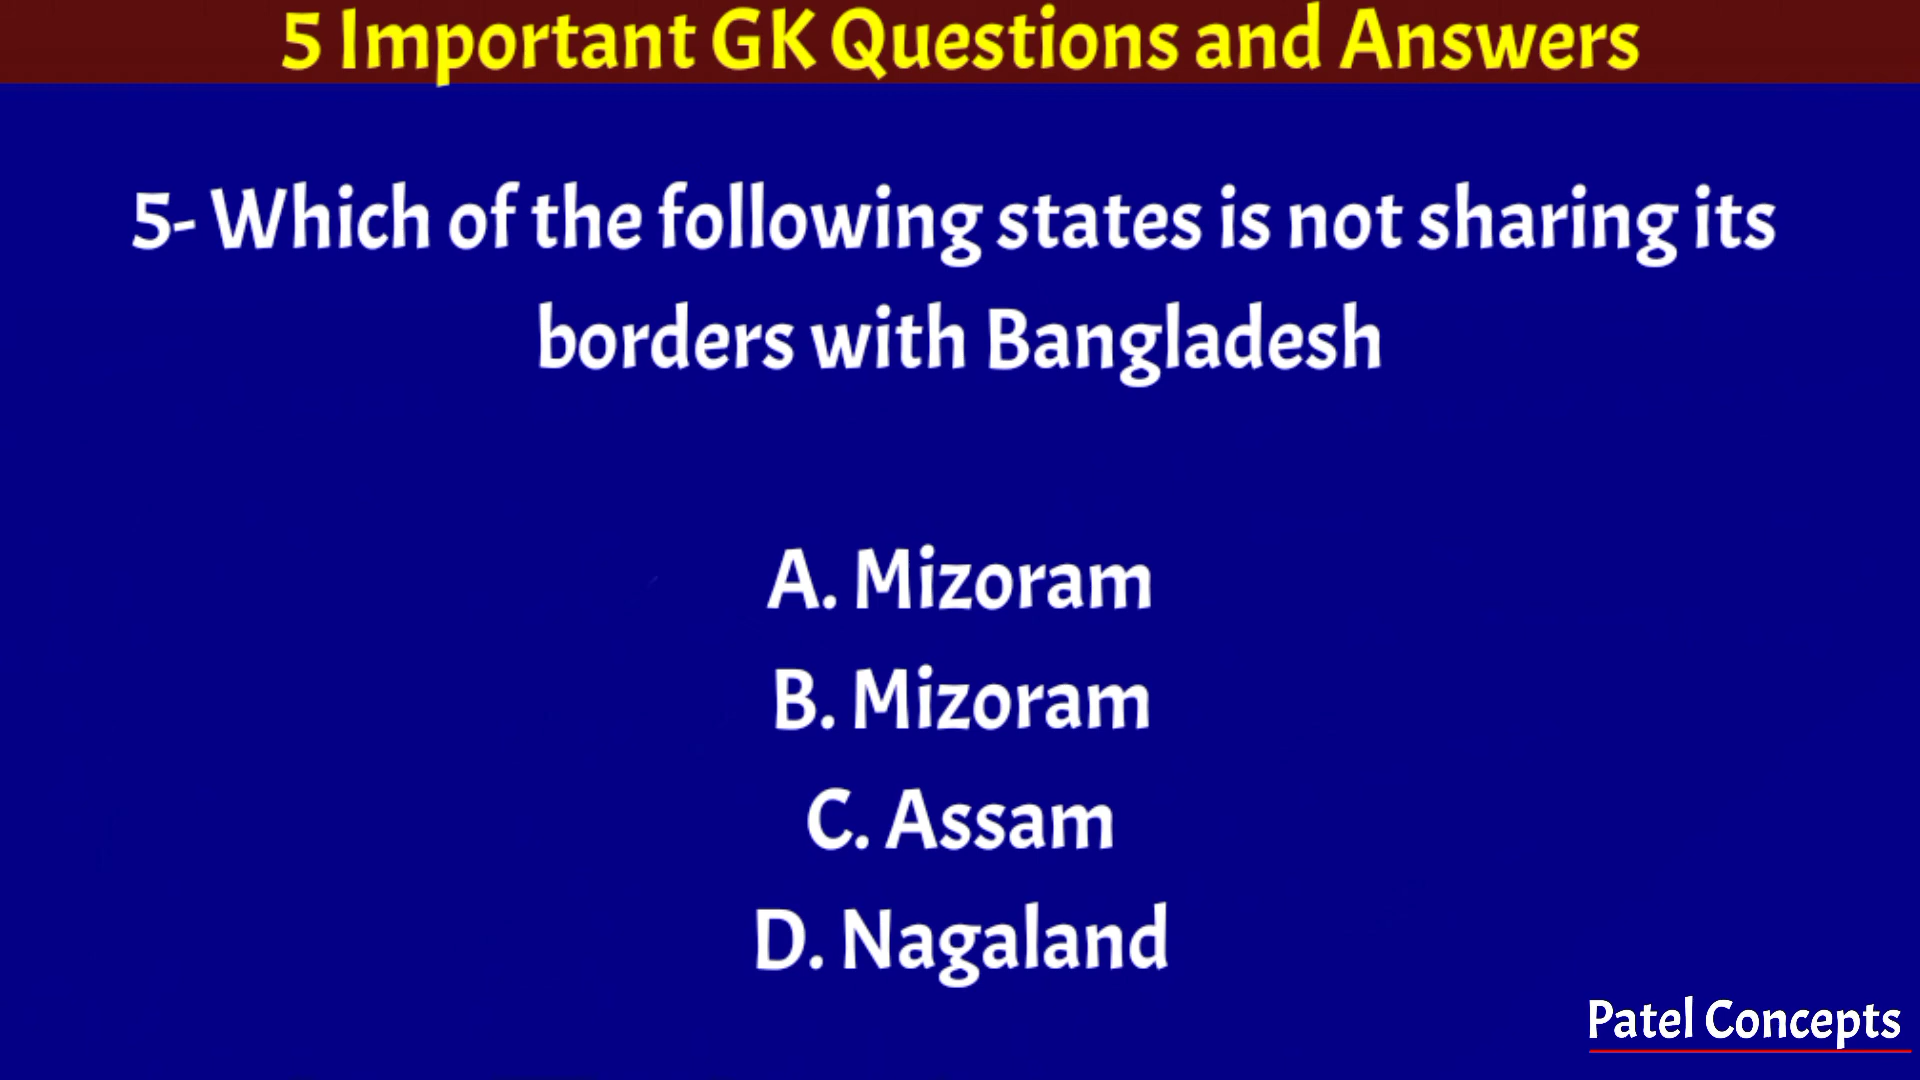 5 Important GK Questions and Answers
5- Which of the following states is not sharing its
borders with Bangladesh
A. Mizoram
B. Mizoram
C. Assam
D. Nagaland
Patel Concepts